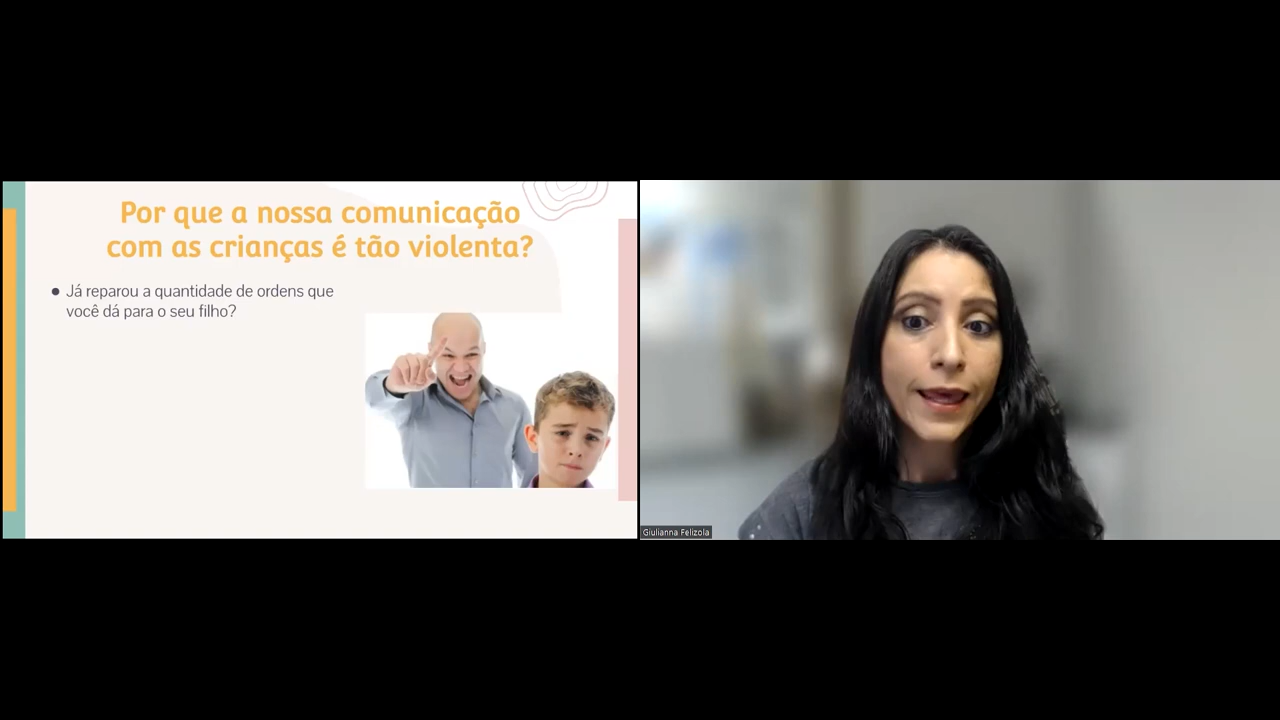 Por que a nossa comunicação
com as crianças é tão violenta?
● Já reparou a quantidade de ordens que
você dá para o seu filho?
Giulianna Felizola